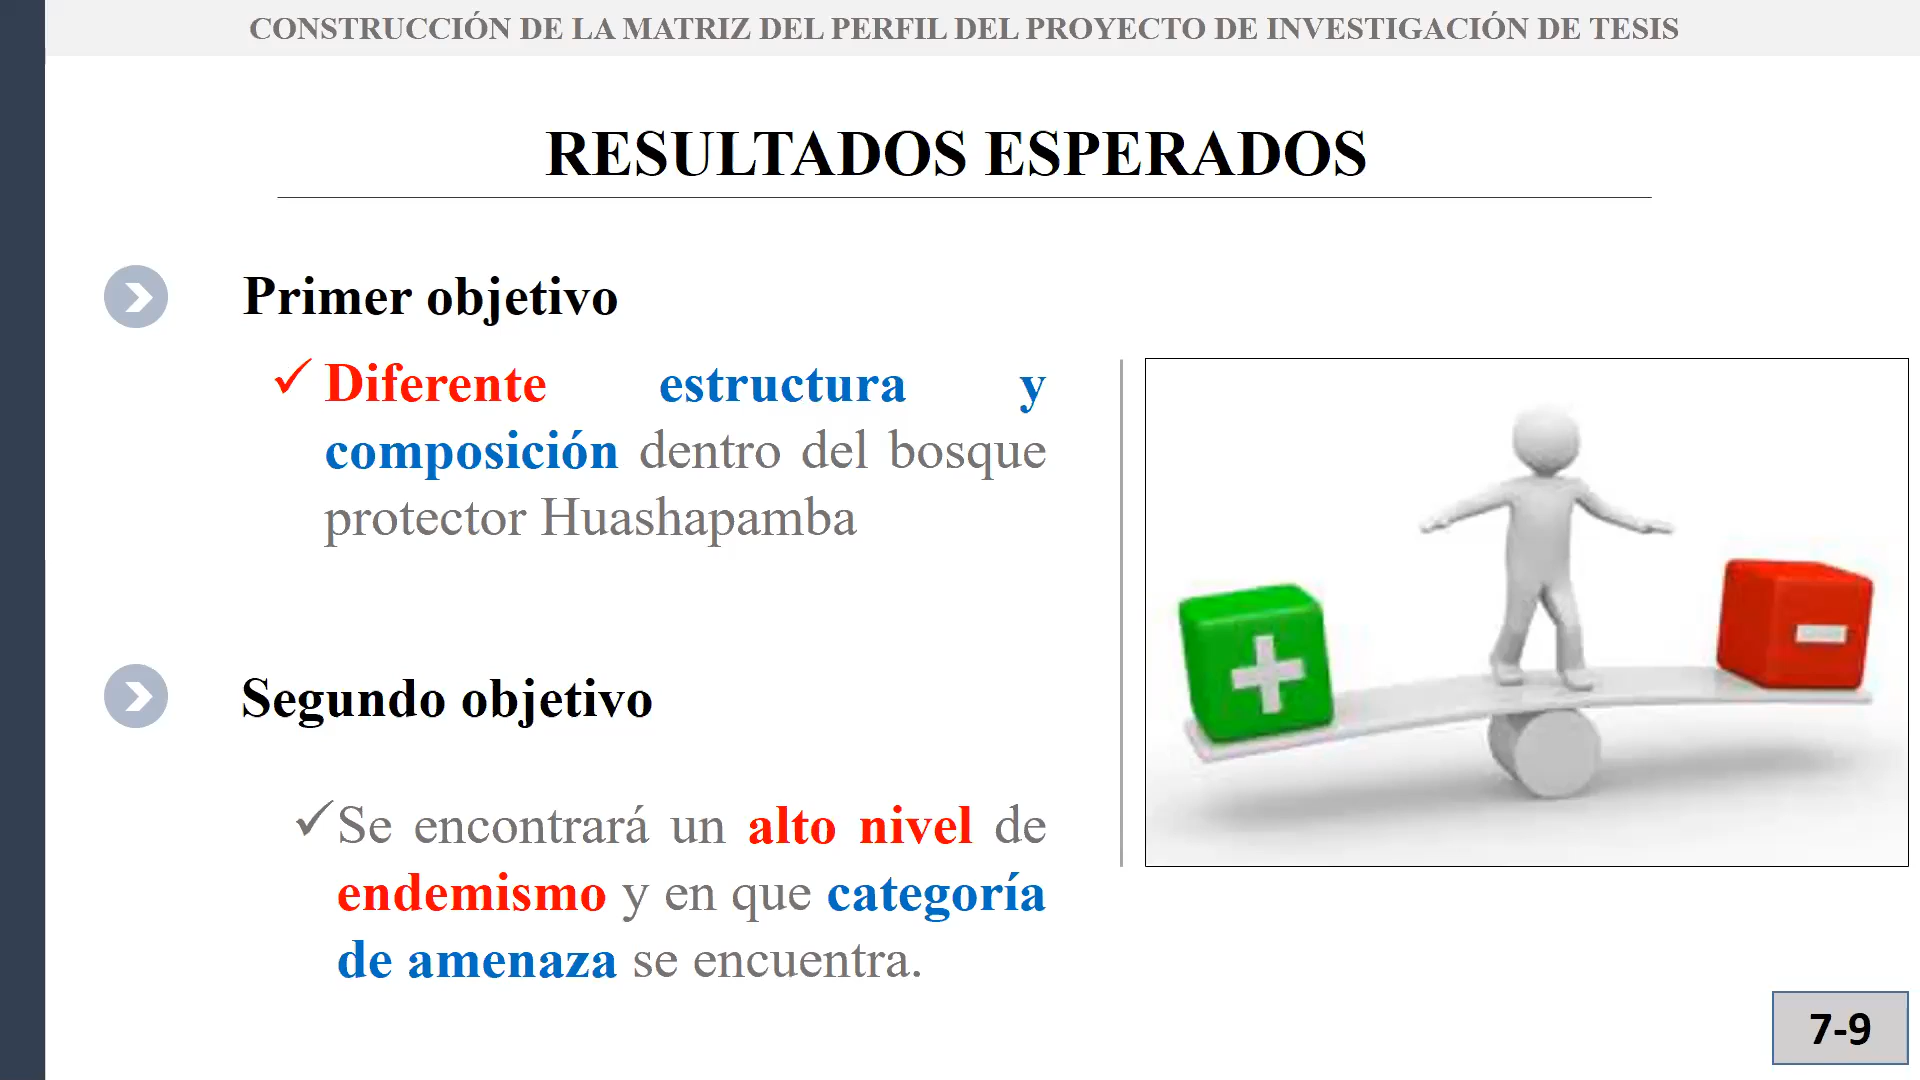 CONSTRUCCIÓN DE LA MATRIZ DEL PERFIL DEL PROYECTO DE INVESTIGACIÓN DE TESIS
RESULTADOS ESPERADOS
Primer objetivo
✓ Diferente estructura y
composición dentro del bosque
protector Huashapamba
Segundo objetivo
✓ Se encontrará un alto nivel de
endemismo y en que categoría
de amenaza se encuentra.
7-9